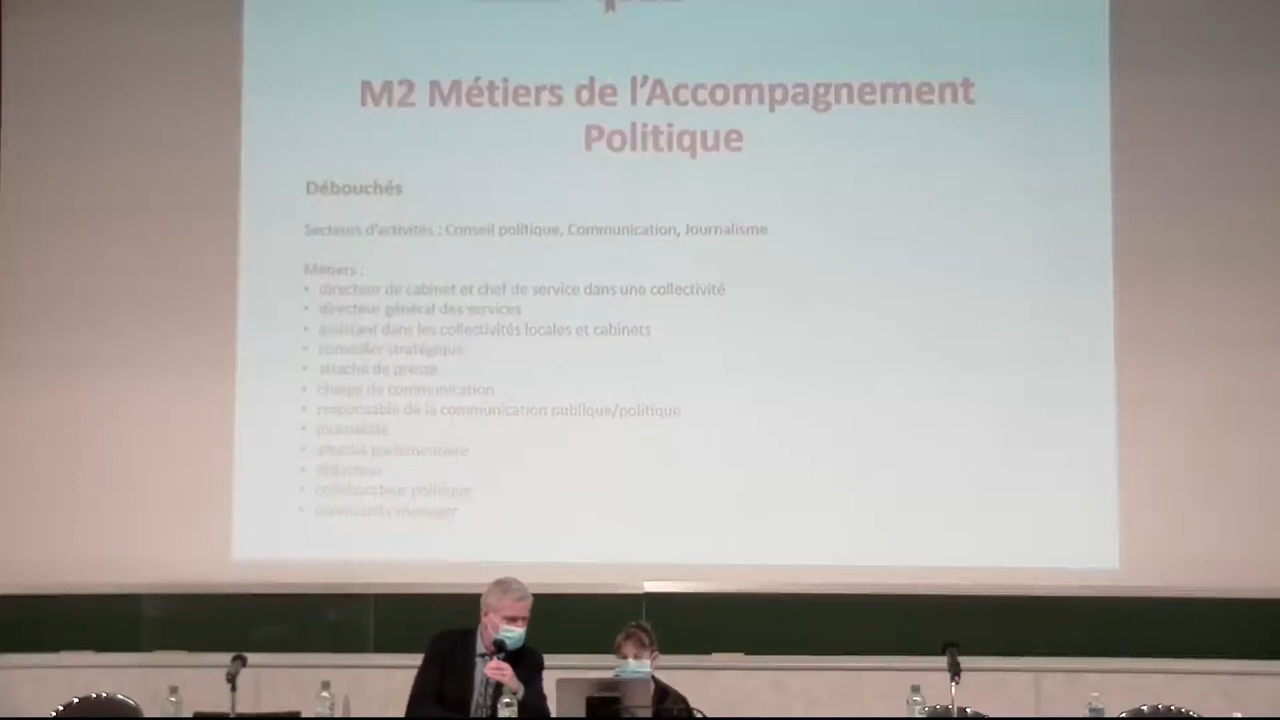 M2 Métiers de l'Accompagnement
Politique
Débouchés
Secteurs d'activités : Conseil politique, Communication, Journalisme
Métiers :
• directeur de cabinet et chef de service dans une collectivité
• directeur général des services
• assistant dans les collectivités locales et cabinets
• conseiller stratégique
• attaché de presse
• chargé de communication
• responsable de la communication publique/politique
• journaliste
• attaché parlementaire
• rédacteur
• collaborateur politique
• community manager